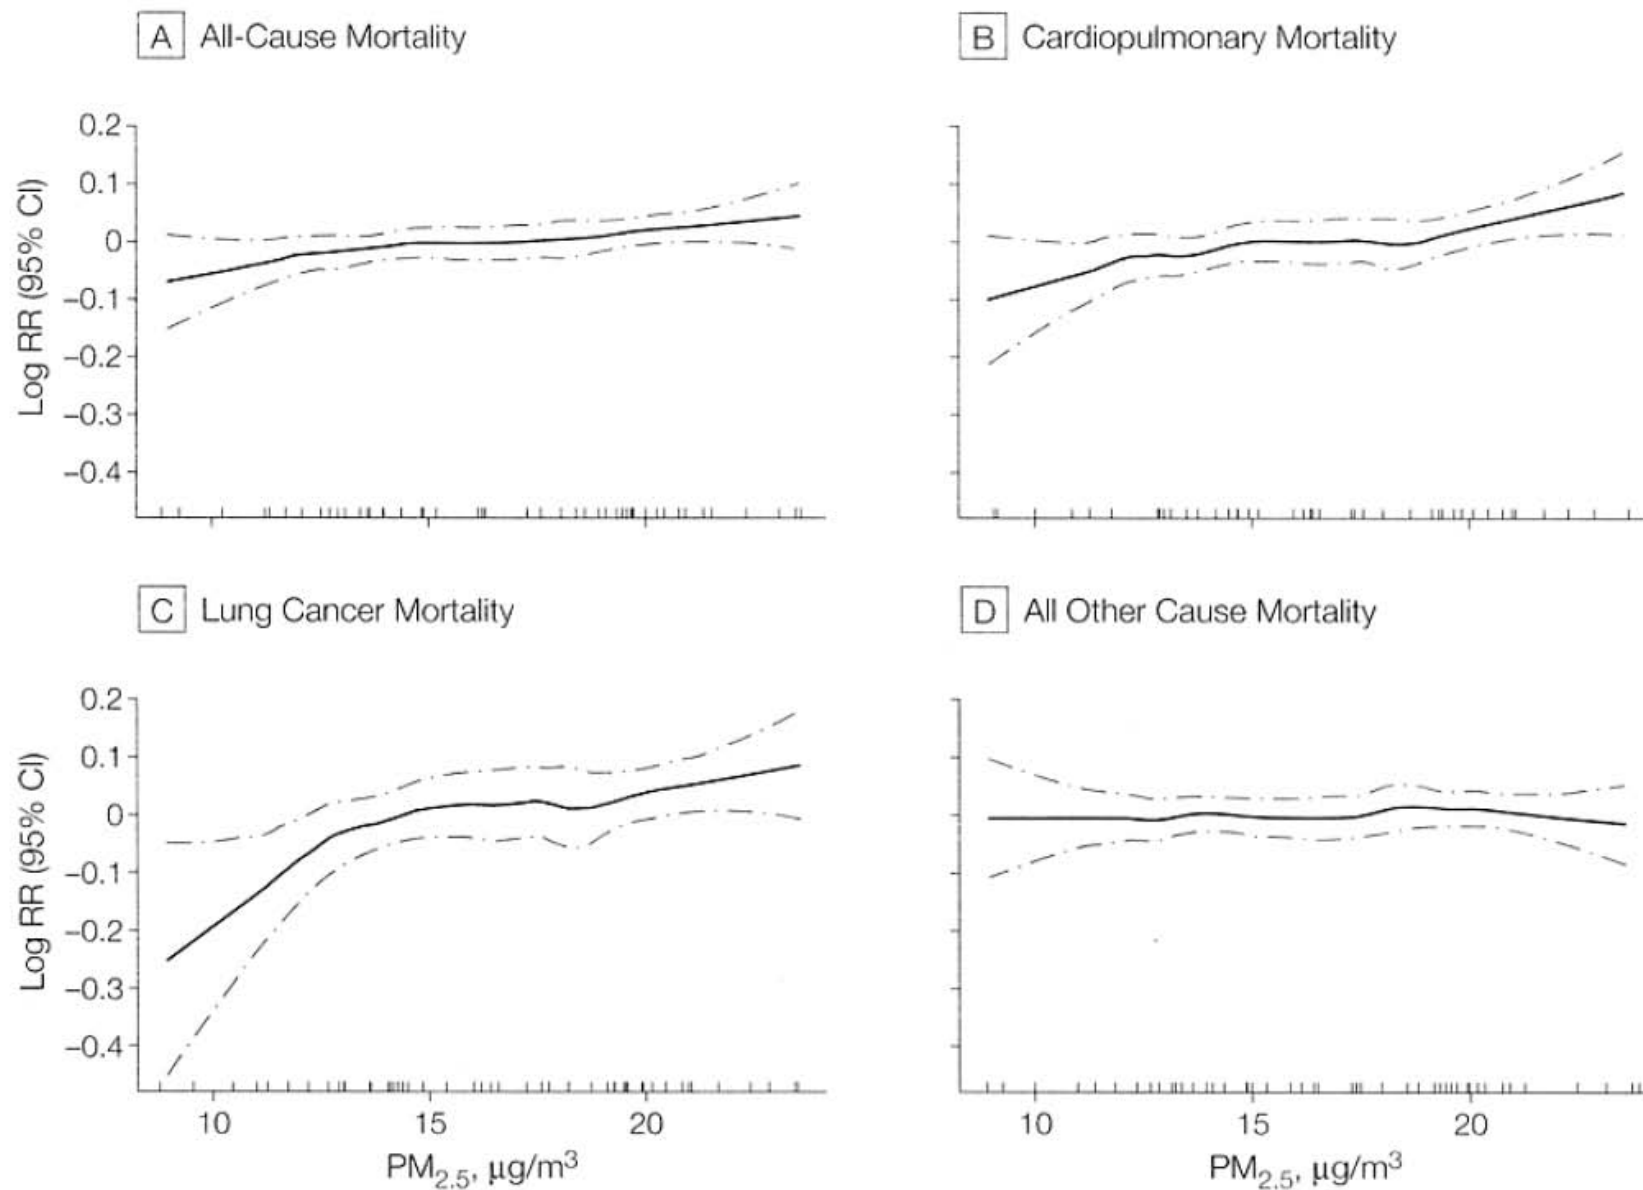 A All-Cause Mortality
B Cardiopulmonary Mortality
0.2
0.1
0
−0.1
−0.2
−0.3
−0.4
Log RR (95% CI)
C Lung Cancer Mortality
D All Other Cause Mortality
0.2
0.1
0
−0.1
−0.2
−0.3
−0.4
Log RR (95% CI)
10 15 20
10 15 20
PM2.5, μg/m3
PM2.5, μg/m3